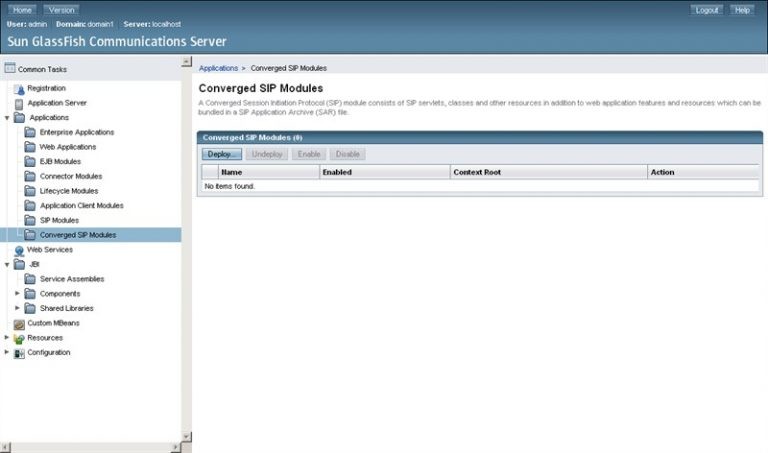 Home Version Logout Help
User: admin Domain: domain1 Server: localhost
Sun GlassFish Communications Server
Common Tasks
Registration
Application Server
Applications
Enterprise Applications
Web Applications
EJB Modules
Connector Modules
Lifecycle Modules
Application Client Modules
SIP Modules
Converged SIP Modules
Web Services
JBI
Service Assemblies
Components
Shared Libraries
Custom MBeans
Resources
Configuration
Applications > Converged SIP Modules
Converged SIP Modules
A Converged Session Initiation Protocol (SIP) module consists of SIP servlets, classes and other resources in addition to web application features and resources which can be
bundled in a SIP Application Archive (SAR) file.
Converged SIP Modules (0)
Deploy... Undeploy Enable Disable
Name Enabled Context Root Action
No items found.